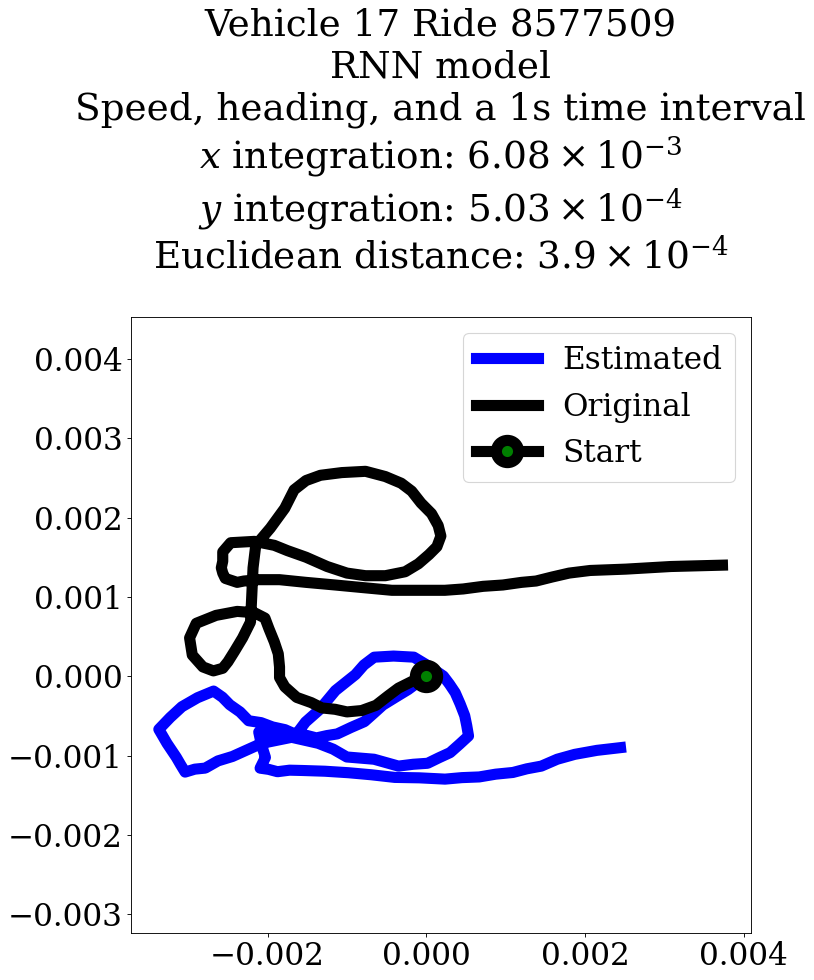 Vehicle 17 Ride 8577509
RNN model
Speed, heading, and a 1s time interval
x integration: 6.08 × 10⁻³
y integration: 5.03 × 10⁻⁴
Euclidean distance: 3.9 × 10⁻⁴
Estimated
Original
Start
0.004
0.003
0.002
0.001
0.000
−0.001
−0.002
−0.003
−0.002 0.000 0.002 0.004